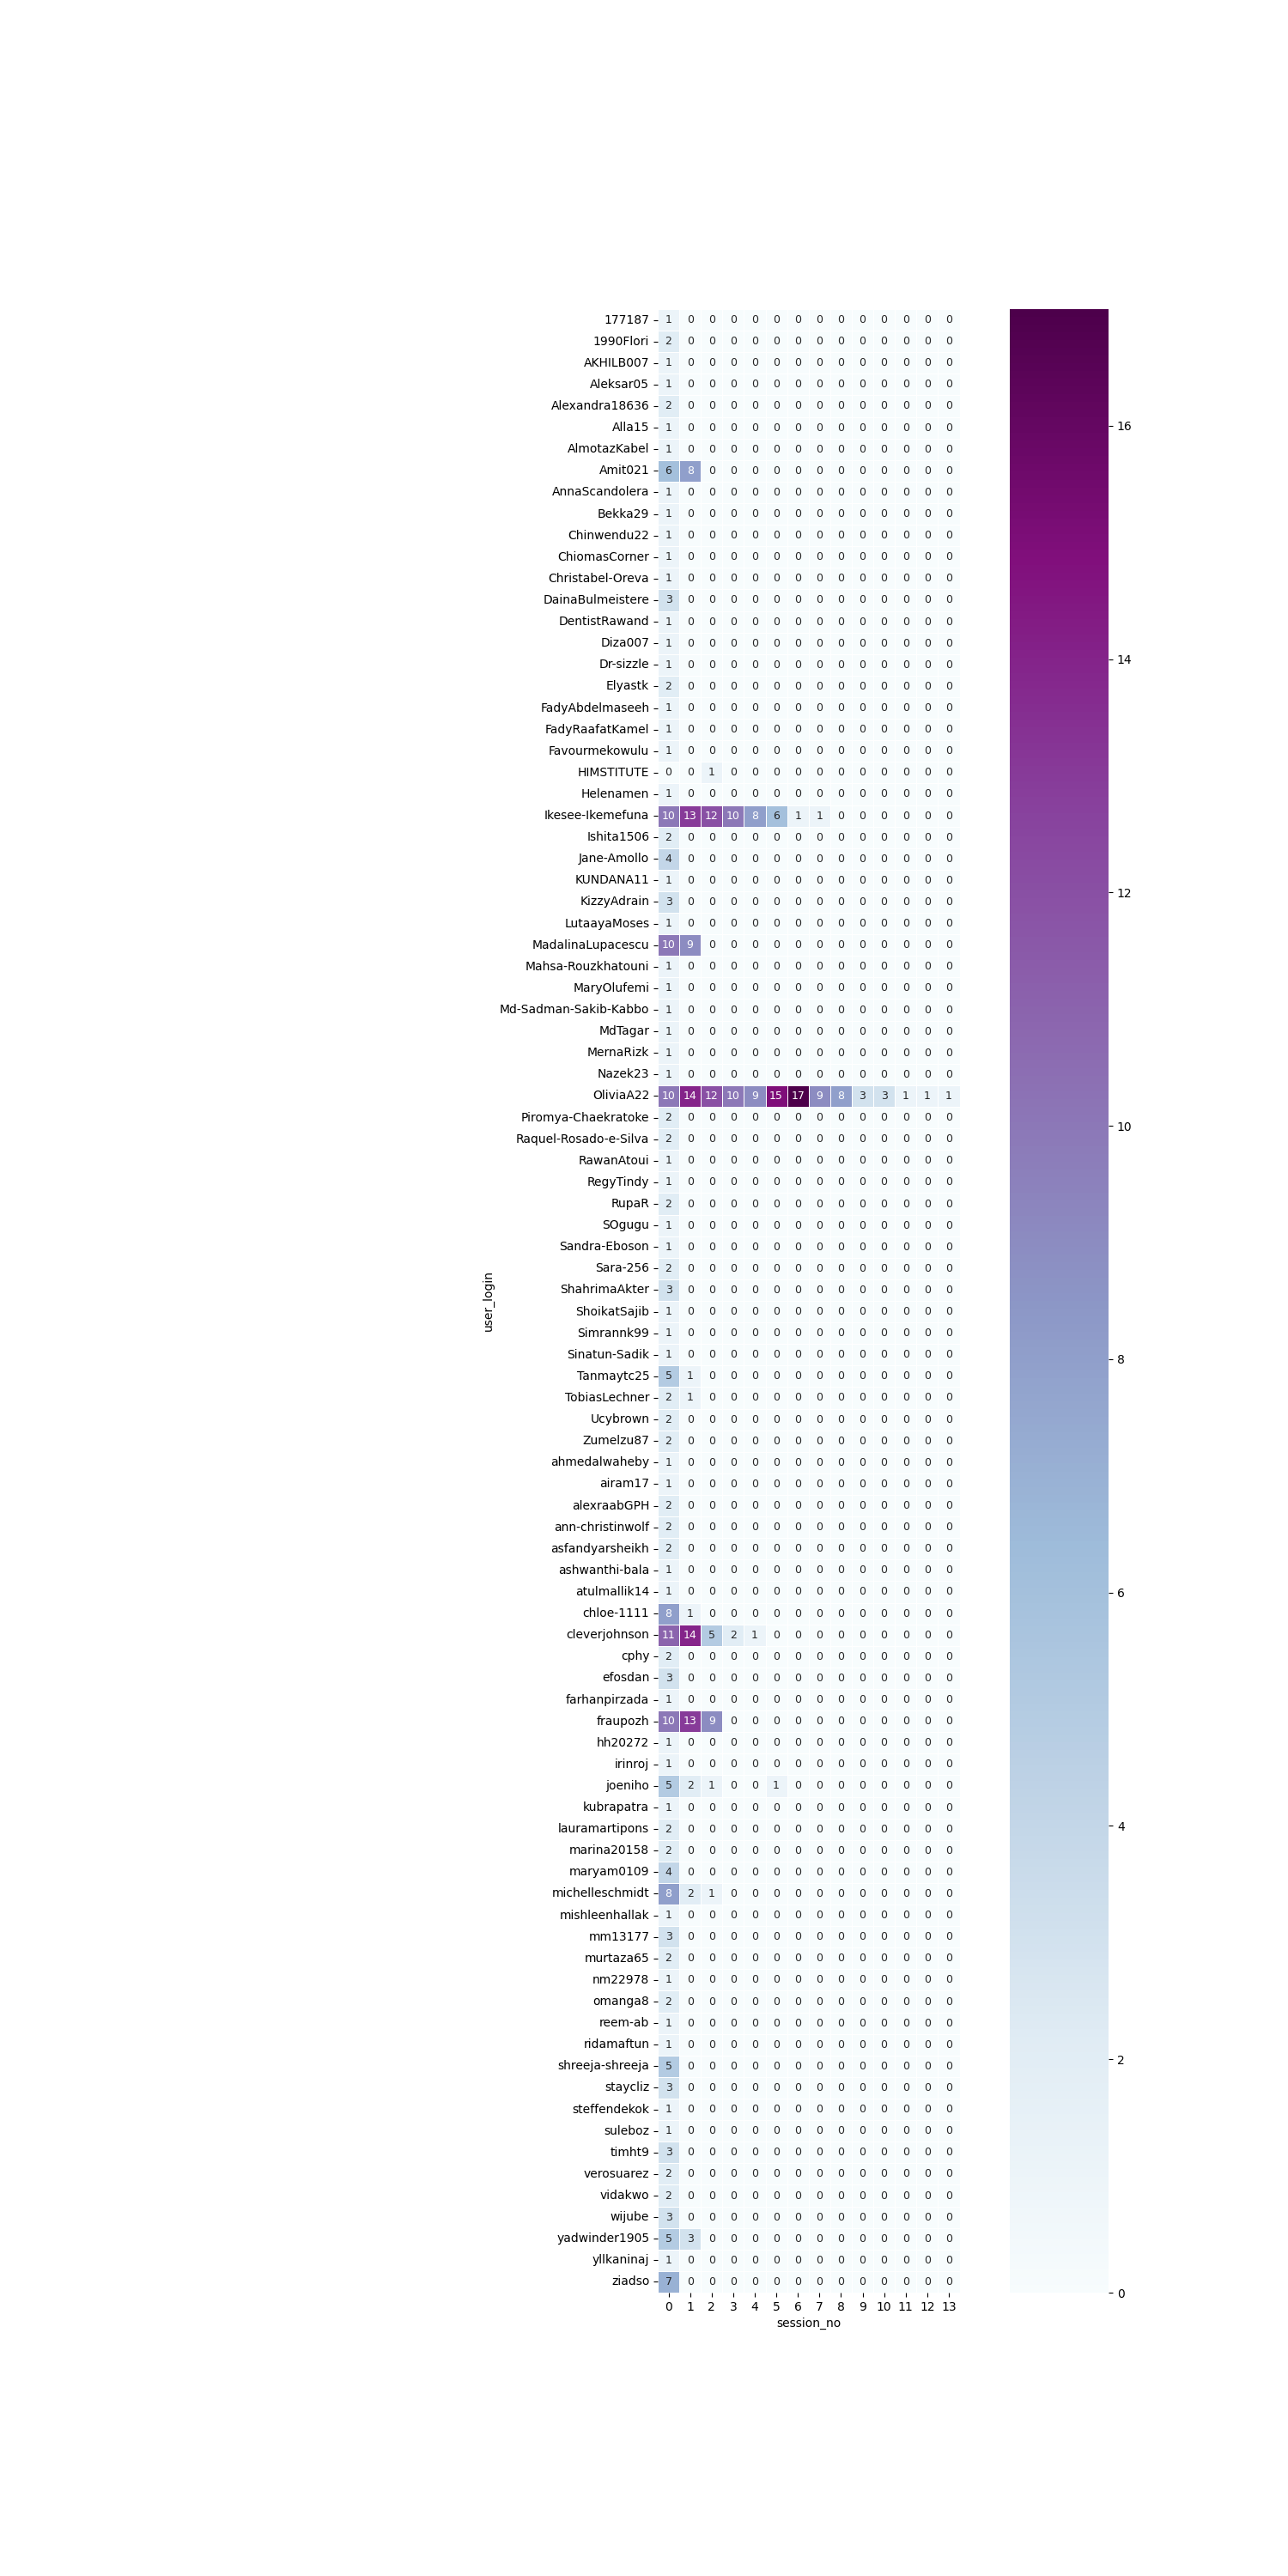 177187 1 0 0 0 0 0 0 0 0 0 0 0 0 0
1990Flori 2 0 0 0 0 0 0 0 0 0 0 0 0 0
AKHILB007 1 0 0 0 0 0 0 0 0 0 0 0 0 0
Aleksar05 1 0 0 0 0 0 0 0 0 0 0 0 0 0
Alexandra18636 2 0 0 0 0 0 0 0 0 0 0 0 0 0
Alla15 1 0 0 0 0 0 0 0 0 0 0 0 0 0
16
AlmotazKabel 1 0 0 0 0 0 0 0 0 0 0 0 0 0
Amit021 6 8 0 0 0 0 0 0 0 0 0 0 0 0
AnnaScandolera 1 0 0 0 0 0 0 0 0 0 0 0 0 0
Bekka29 1 0 0 0 0 0 0 0 0 0 0 0 0 0
Chinwendu22 1 0 0 0 0 0 0 0 0 0 0 0 0 0
ChiomasCorner 1 0 0 0 0 0 0 0 0 0 0 0 0 0
Christabel-Oreva 1 0 0 0 0 0 0 0 0 0 0 0 0 0
DainaBulmeistere 3 0 0 0 0 0 0 0 0 0 0 0 0 0
DentistRawand 1 0 0 0 0 0 0 0 0 0 0 0 0 0
Diza007 1 0 0 0 0 0 0 0 0 0 0 0 0 0
Dr-sizzle 1 0 0 0 0 0 0 0 0 0 0 0 0 0
14
Elyastk 2 0 0 0 0 0 0 0 0 0 0 0 0 0
FadyAbdelmaseeh 1 0 0 0 0 0 0 0 0 0 0 0 0 0
FadyRaafatKamel 1 0 0 0 0 0 0 0 0 0 0 0 0 0
Favourmekowulu 1 0 0 0 0 0 0 0 0 0 0 0 0 0
HIMSTITUTE 0 0 1 0 0 0 0 0 0 0 0 0 0 0
Helenamen 1 0 0 0 0 0 0 0 0 0 0 0 0 0
Ikesee-Ikemefuna 10 13 12 10 8 6 1 1 0 0 0 0 0 0
Ishita1506 2 0 0 0 0 0 0 0 0 0 0 0 0 0
Jane-Amollo 4 0 0 0 0 0 0 0 0 0 0 0 0 0
KUNDANA11 1 0 0 0 0 0 0 0 0 0 0 0 0 0
12
KizzyAdrain 3 0 0 0 0 0 0 0 0 0 0 0 0 0
LutaayaMoses 1 0 0 0 0 0 0 0 0 0 0 0 0 0
MadalinaLupacescu 10 9 0 0 0 0 0 0 0 0 0 0 0 0
Mahsa-Rouzkhatouni 1 0 0 0 0 0 0 0 0 0 0 0 0 0
MaryOlufemi 1 0 0 0 0 0 0 0 0 0 0 0 0 0
Md-Sadman-Sakib-Kabbo 1 0 0 0 0 0 0 0 0 0 0 0 0 0
MdTagar 1 0 0 0 0 0 0 0 0 0 0 0 0 0
MernaRizk 1 0 0 0 0 0 0 0 0 0 0 0 0 0
Nazek23 1 0 0 0 0 0 0 0 0 0 0 0 0 0
OliviaA22 10 14 12 10 9 15 17 9 8 3 3 1 1 1
Piromya-Chaekratoke 2 0 0 0 0 0 0 0 0 0 0 0 0 0
10
Raquel-Rosado-e-Silva 2 0 0 0 0 0 0 0 0 0 0 0 0 0
RawanAtoui 1 0 0 0 0 0 0 0 0 0 0 0 0 0
RegyTindy 1 0 0 0 0 0 0 0 0 0 0 0 0 0
RupaR 2 0 0 0 0 0 0 0 0 0 0 0 0 0
SOgugu 1 0 0 0 0 0 0 0 0 0 0 0 0 0
Sandra-Eboson 1 0 0 0 0 0 0 0 0 0 0 0 0 0
Sara-256 2 0 0 0 0 0 0 0 0 0 0 0 0 0
ShahrimaAkter 3 0 0 0 0 0 0 0 0 0 0 0 0 0
user_login
ShoikatSajib 1 0 0 0 0 0 0 0 0 0 0 0 0 0
Simrannk99 1 0 0 0 0 0 0 0 0 0 0 0 0 0
Sinatun-Sadik 1 0 0 0 0 0 0 0 0 0 0 0 0 0
8
Tanmaytc25 5 1 0 0 0 0 0 0 0 0 0 0 0 0
TobiasLechner 2 1 0 0 0 0 0 0 0 0 0 0 0 0
Ucybrown 2 0 0 0 0 0 0 0 0 0 0 0 0 0
Zumelzu87 2 0 0 0 0 0 0 0 0 0 0 0 0 0
ahmedalwaheby 1 0 0 0 0 0 0 0 0 0 0 0 0 0
airam17 1 0 0 0 0 0 0 0 0 0 0 0 0 0
alexraabGPH 2 0 0 0 0 0 0 0 0 0 0 0 0 0
ann-christinwolf 2 0 0 0 0 0 0 0 0 0 0 0 0 0
asfandyarsheikh 2 0 0 0 0 0 0 0 0 0 0 0 0 0
ashwanthi-bala 1 0 0 0 0 0 0 0 0 0 0 0 0 0
atulmallik14 1 0 0 0 0 0 0 0 0 0 0 0 0 0
6
chloe-1111 8 1 0 0 0 0 0 0 0 0 0 0 0 0
cleverjohnson 11 14 5 2 1 0 0 0 0 0 0 0 0 0
cphy 2 0 0 0 0 0 0 0 0 0 0 0 0 0
efosdan 3 0 0 0 0 0 0 0 0 0 0 0 0 0
farhanpirzada 1 0 0 0 0 0 0 0 0 0 0 0 0 0
fraupozh 10 13 9 0 0 0 0 0 0 0 0 0 0 0
hh20272 1 0 0 0 0 0 0 0 0 0 0 0 0 0
irinroj 1 0 0 0 0 0 0 0 0 0 0 0 0 0
joeniho 5 2 1 0 0 1 0 0 0 0 0 0 0 0
kubrapatra 1 0 0 0 0 0 0 0 0 0 0 0 0 0
4
lauramartipons 2 0 0 0 0 0 0 0 0 0 0 0 0 0
marina20158 2 0 0 0 0 0 0 0 0 0 0 0 0 0
maryam0109 4 0 0 0 0 0 0 0 0 0 0 0 0 0
michelleschmidt 8 2 1 0 0 0 0 0 0 0 0 0 0 0
mishleenhallak 1 0 0 0 0 0 0 0 0 0 0 0 0 0
mm13177 3 0 0 0 0 0 0 0 0 0 0 0 0 0
murtaza65 2 0 0 0 0 0 0 0 0 0 0 0 0 0
nm22978 1 0 0 0 0 0 0 0 0 0 0 0 0 0
omanga8 2 0 0 0 0 0 0 0 0 0 0 0 0 0
reem-ab 1 0 0 0 0 0 0 0 0 0 0 0 0 0
ridamaftun 1 0 0 0 0 0 0 0 0 0 0 0 0 0
2
shreeja-shreeja 5 0 0 0 0 0 0 0 0 0 0 0 0 0
staycliz 3 0 0 0 0 0 0 0 0 0 0 0 0 0
steffendekok 1 0 0 0 0 0 0 0 0 0 0 0 0 0
suleboz 1 0 0 0 0 0 0 0 0 0 0 0 0 0
timht9 3 0 0 0 0 0 0 0 0 0 0 0 0 0
verosuarez 2 0 0 0 0 0 0 0 0 0 0 0 0 0
vidakwo 2 0 0 0 0 0 0 0 0 0 0 0 0 0
wijube 3 0 0 0 0 0 0 0 0 0 0 0 0 0
yadwinder1905 5 3 0 0 0 0 0 0 0 0 0 0 0 0
yllkaninaj 1 0 0 0 0 0 0 0 0 0 0 0 0 0
ziadso 7 0 0 0 0 0 0 0 0 0 0 0 0 0
0
0 1 2 3 4 5 6 7 8 9 10 11 12 13
session_no